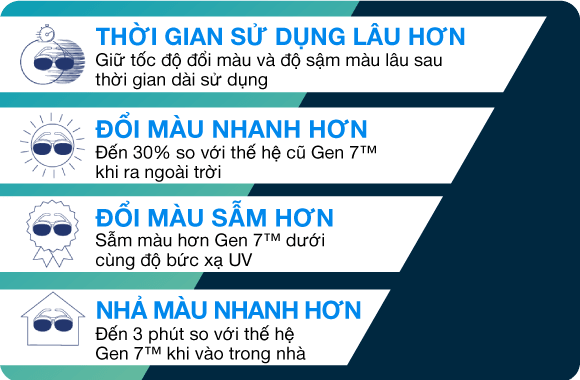 THỜI GIAN SỬ DỤNG LÂU HƠN
Giữ tốc độ đổi màu và độ sậm màu lâu sau
thời gian dài sử dụng
ĐỔI MÀU NHANH HƠN
Đến 30% so với thế hệ cũ Gen 7™
khi ra ngoài trời
ĐỔI MÀU SẪM HƠN
Sẫm màu hơn Gen 7™ dưới
cùng độ bức xạ UV
NHẢ MÀU NHANH HƠN
Đến 3 phút so với thế hệ
Gen 7™ khi vào trong nhà